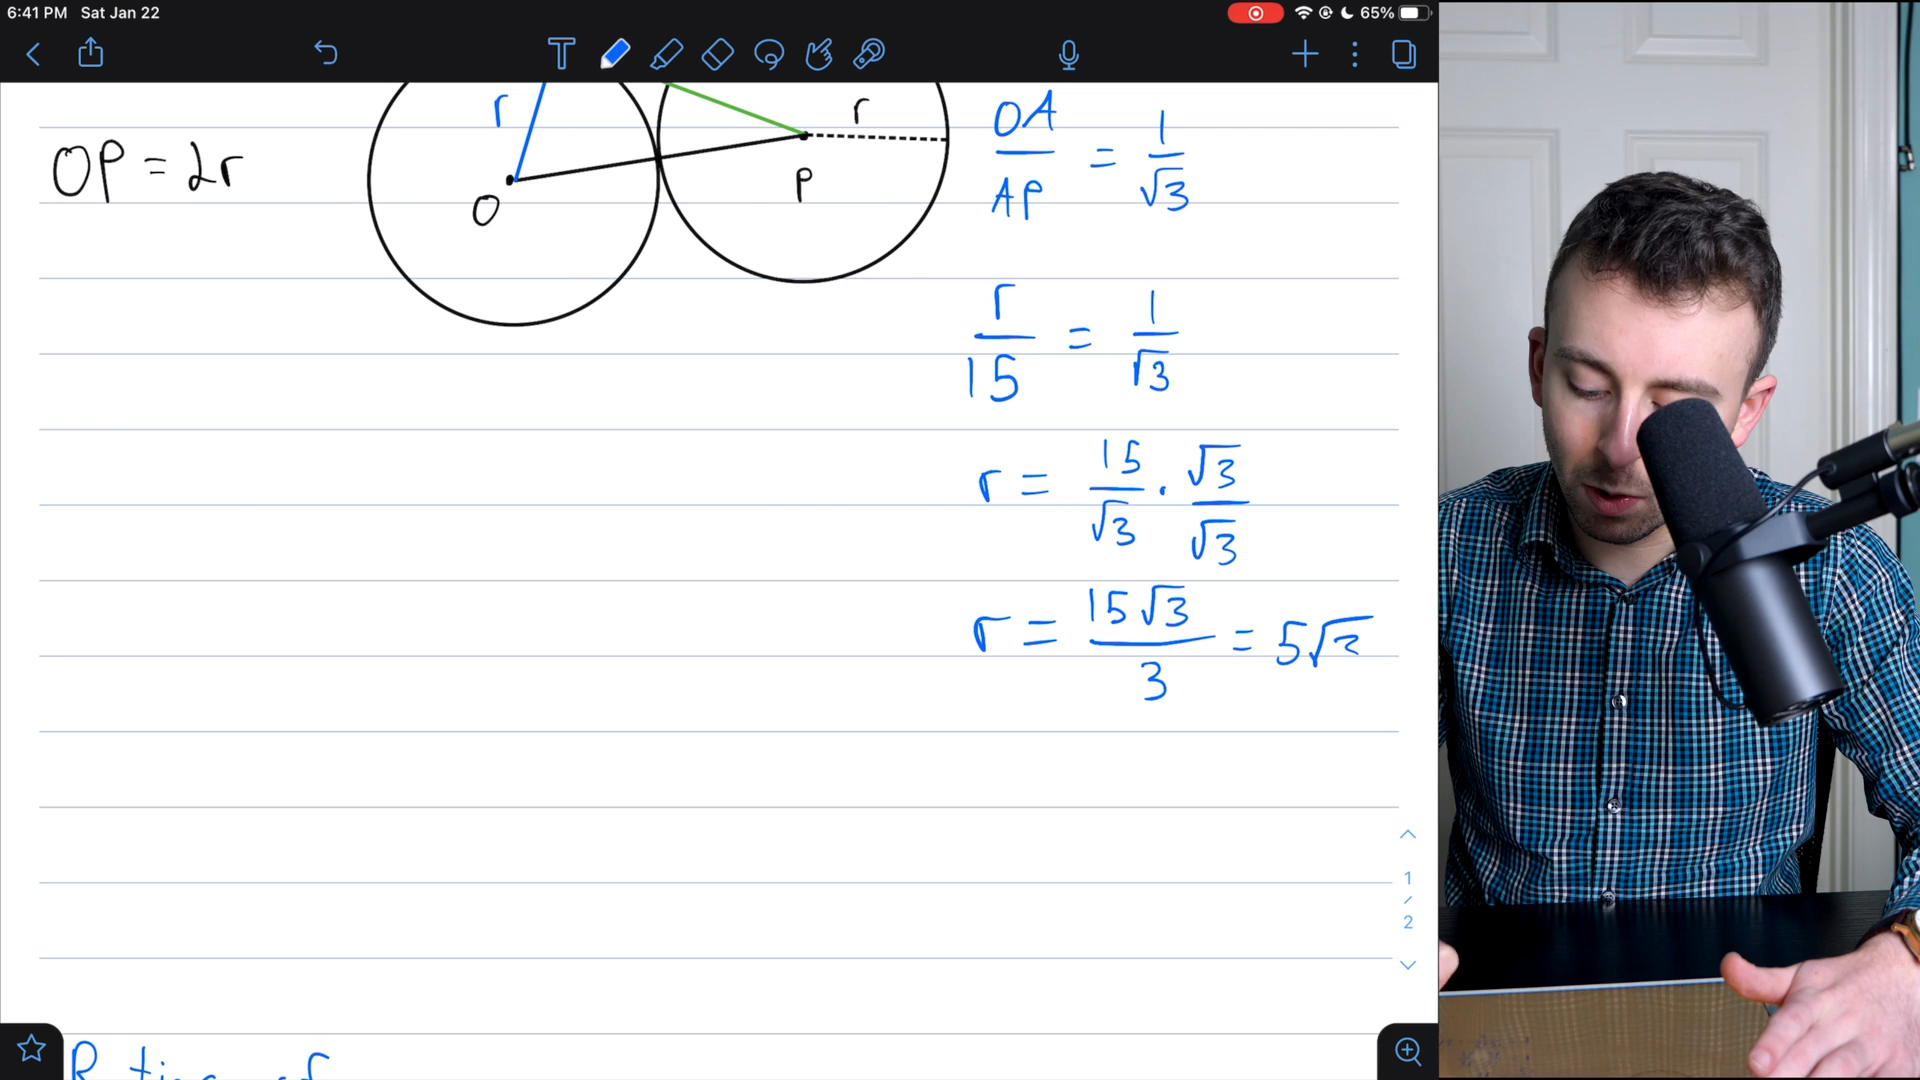 6:41 PM Sat Jan 22
65%
r
r
OP = 2r
O
P
OA/AP = 1/√3
r/15 = 1/√3
r = 15/√3 · √3/√3
r = 15√3/3 = 5√3
1
/
2